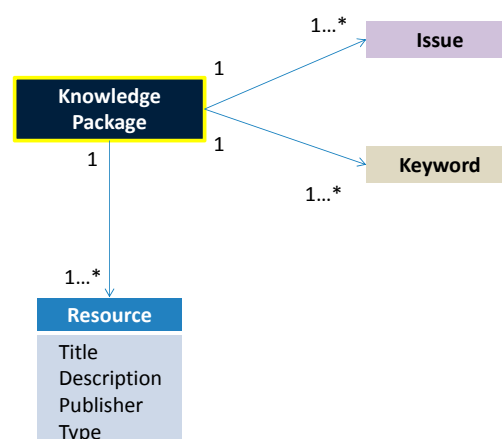 1...*
Issue
1
Knowledge
Package
1
1
Keyword
1...*
1...*
Resource
Title
Description
Publisher
Type